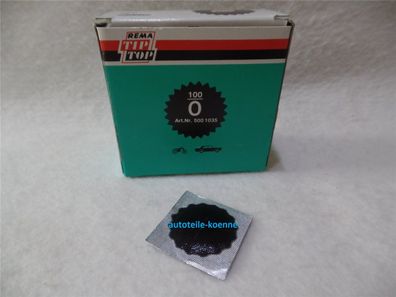 REMA
TIP
TOP
100
0
Art.Nr. 500 1035
autoteile-koenne